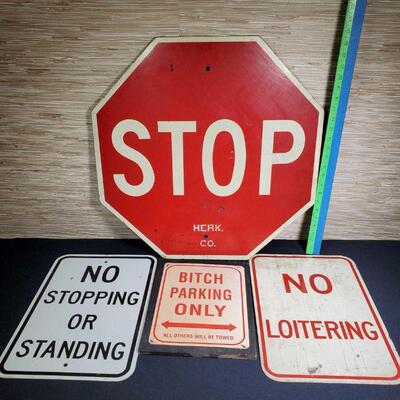 STOP
HERK.
CO.
NO
STOPPING
OR
STANDING
BITCH
PARKING
ONLY
ALL OTHERS WILL BE TOWED
NO
LOITERING